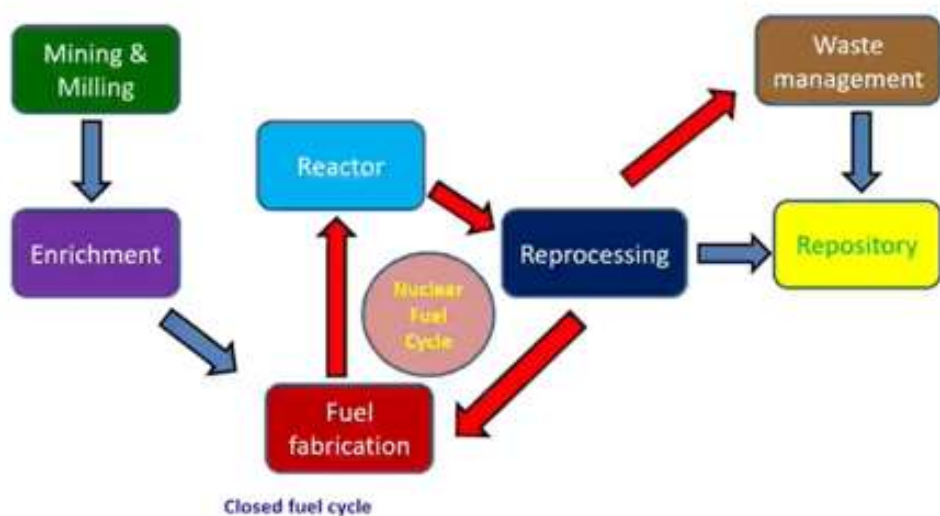 Mining &
Milling
Waste
management
Reactor
Enrichment
Reprocessing
Repository
Nuclear
Fuel
Cycle
Fuel
fabrication
Closed fuel cycle